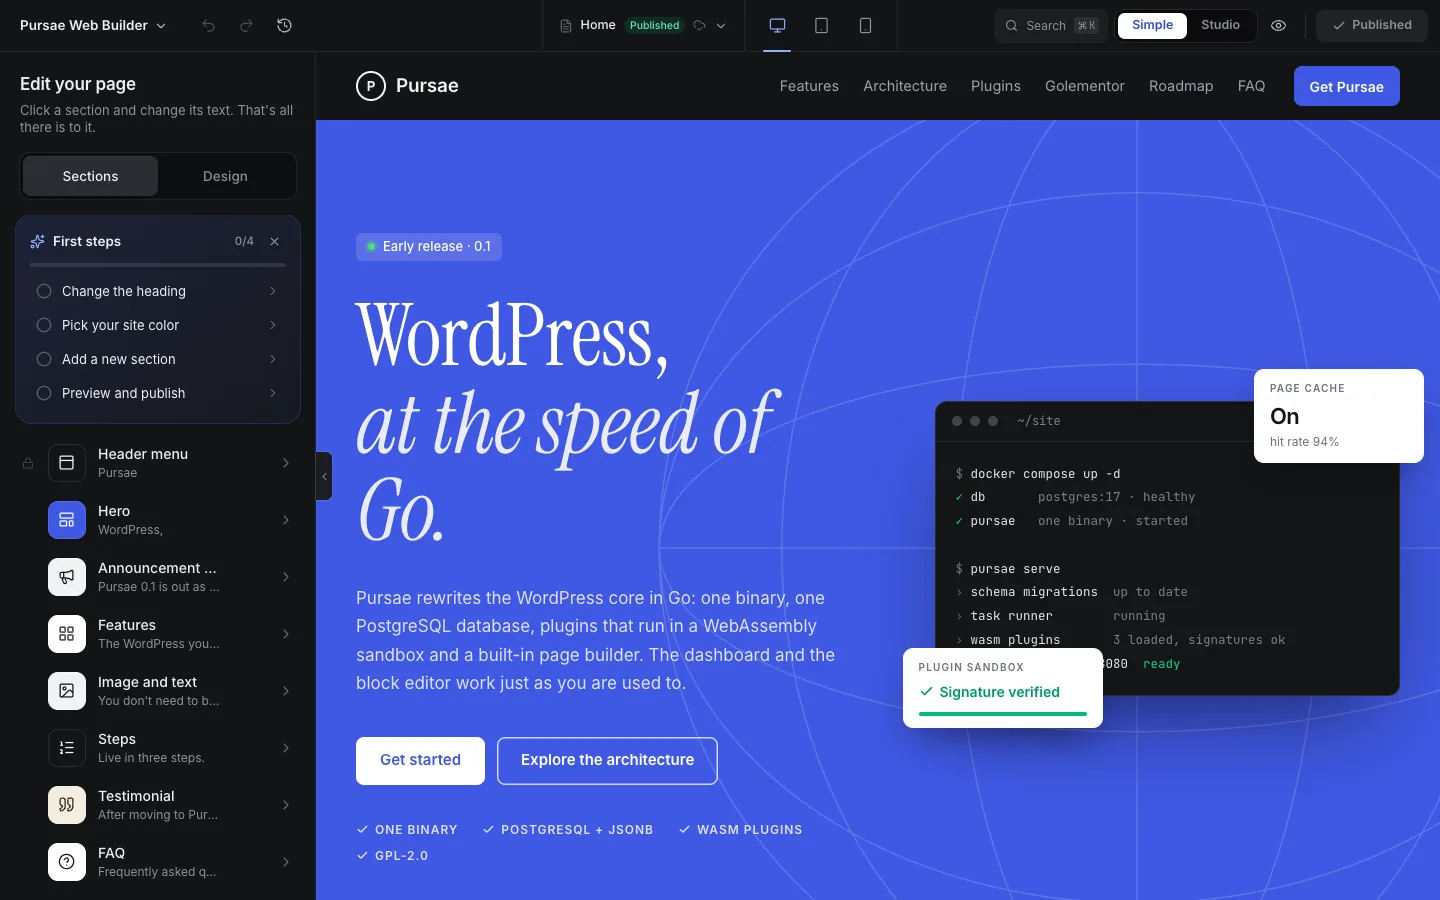 Pursae Web Builder
Home Published
Search ⌘ K
Simple Studio
Published
Edit your page
Click a section and change its text. That's all
there is to it.
Sections Design
First steps 0/4
Change the heading
Pick your site color
Add a new section
Preview and publish
Header menu
Pursae
Hero
WordPress,
Announcement ...
Pursae 0.1 is out as ...
Features
The WordPress you...
Image and text
You don't need to b...
Steps
Live in three steps.
Testimonial
After moving to Pur...
FAQ
Frequently asked q...
P Pursae
Features Architecture Plugins Golementor Roadmap FAQ Get Pursae
Early release · 0.1
WordPress,
at the speed of
Go.
Pursae rewrites the WordPress core in Go: one binary, one
PostgreSQL database, plugins that run in a WebAssembly
sandbox and a built-in page builder. The dashboard and the
block editor work just as you are used to.
Get started Explore the architecture
✓ ONE BINARY ✓ POSTGRESQL + JSONB ✓ WASM PLUGINS
✓ GPL-2.0
PAGE CACHE
On
hit rate 94%
~/site
$ docker compose up -d
✓ db postgres:17 · healthy
✓ pursae one binary · started
$ pursae serve
› schema migrations up to date
› task runner running
› wasm plugins 3 loaded, signatures ok
8080 ready
PLUGIN SANDBOX
✓ Signature verified